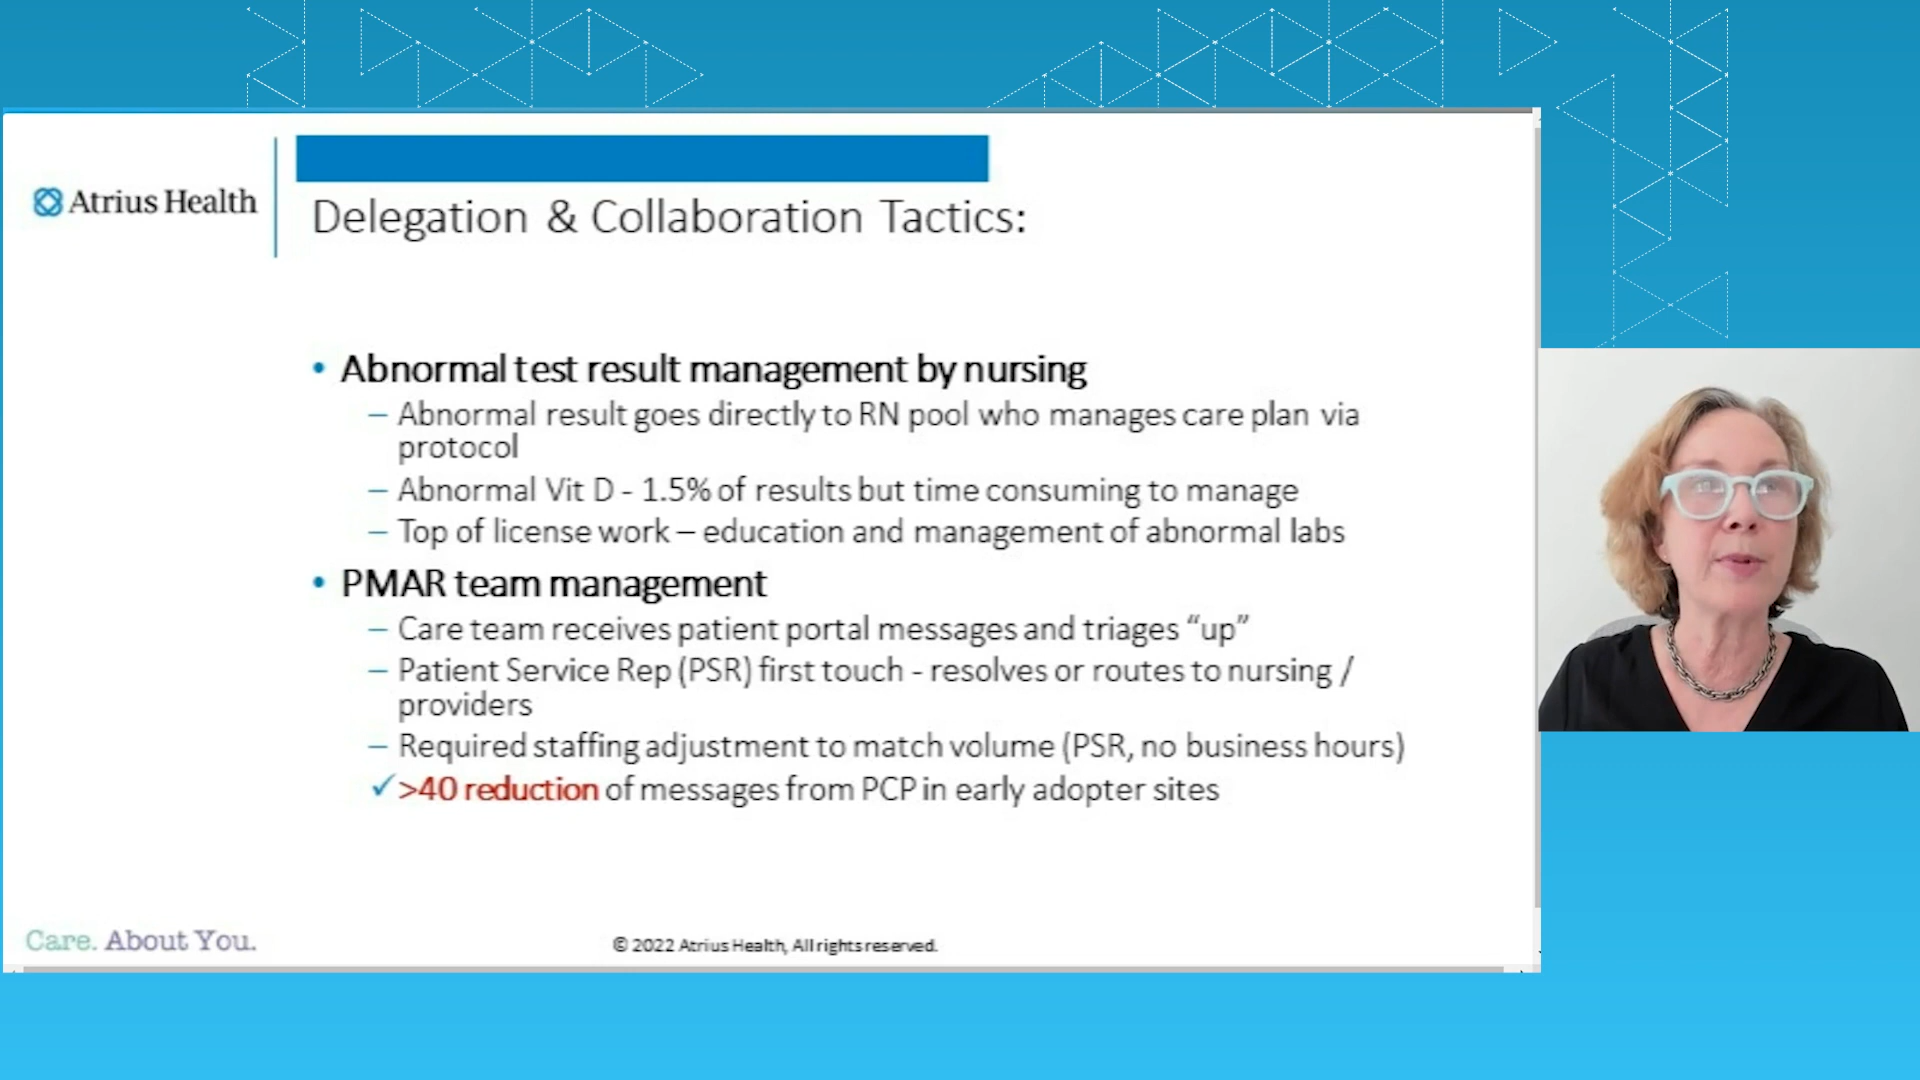 Atrius Health
Delegation & Collaboration Tactics:
• Abnormal test result management by nursing
– Abnormal result goes directly to RN pool who manages care plan via
protocol
– Abnormal Vit D - 1.5% of results but time consuming to manage
– Top of license work – education and management of abnormal labs
• PMAR team management
– Care team receives patient portal messages and triages “up”
– Patient Service Rep (PSR) first touch - resolves or routes to nursing /
providers
– Required staffing adjustment to match volume (PSR, no business hours)
✓ >40 reduction of messages from PCP in early adopter sites
Care. About You.
© 2022 Atrius Health, All rights reserved.